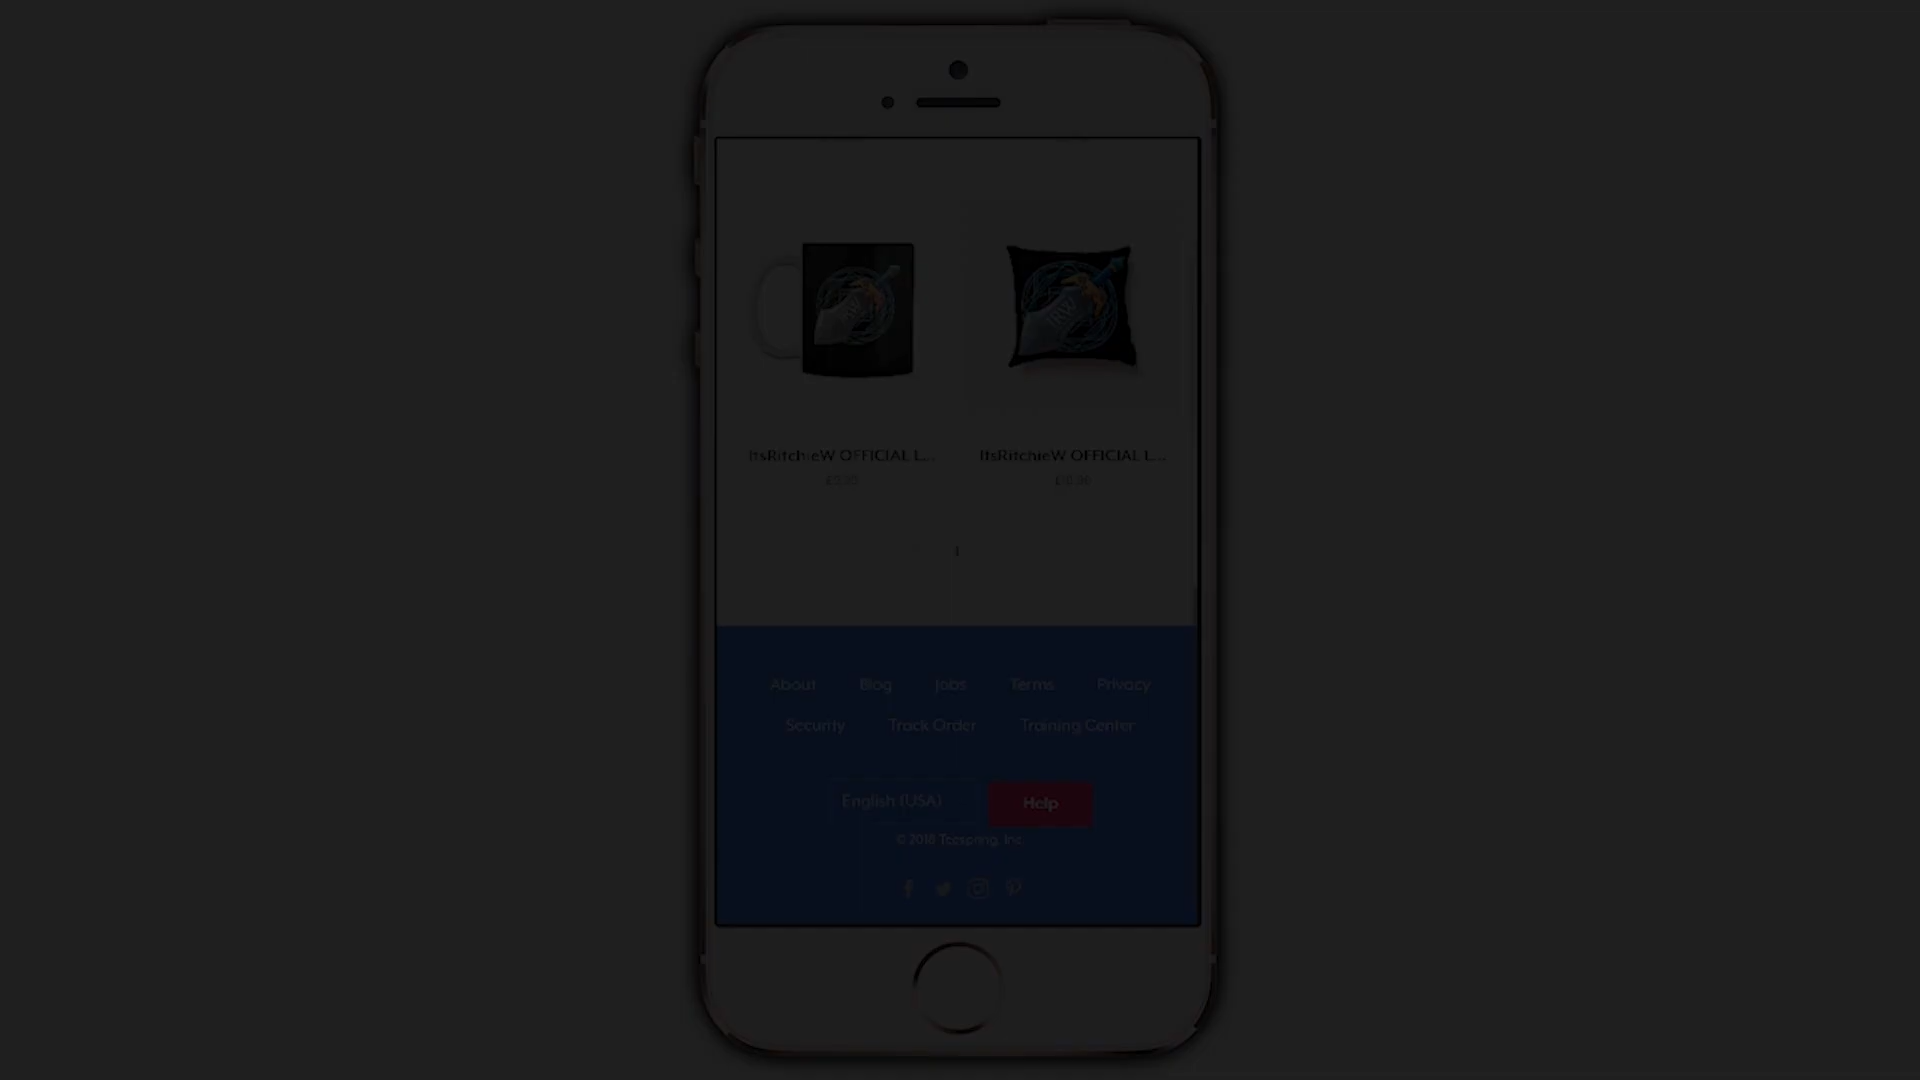 ItsRitchieW OFFICIAL L... ItsRitchieW OFFICIAL L...
1
About Blog Jobs Terms Privacy
Security Track Order Training Center
English (USA) Help
© 2018 Teespring, Inc